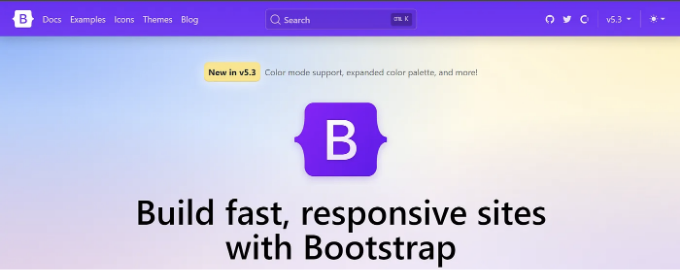 B Docs Examples Icons Themes Blog Search Ctrl K v5.3
New in v5.3 Color mode support, expanded color palette, and more!
B
Build fast, responsive sites
with Bootstrap